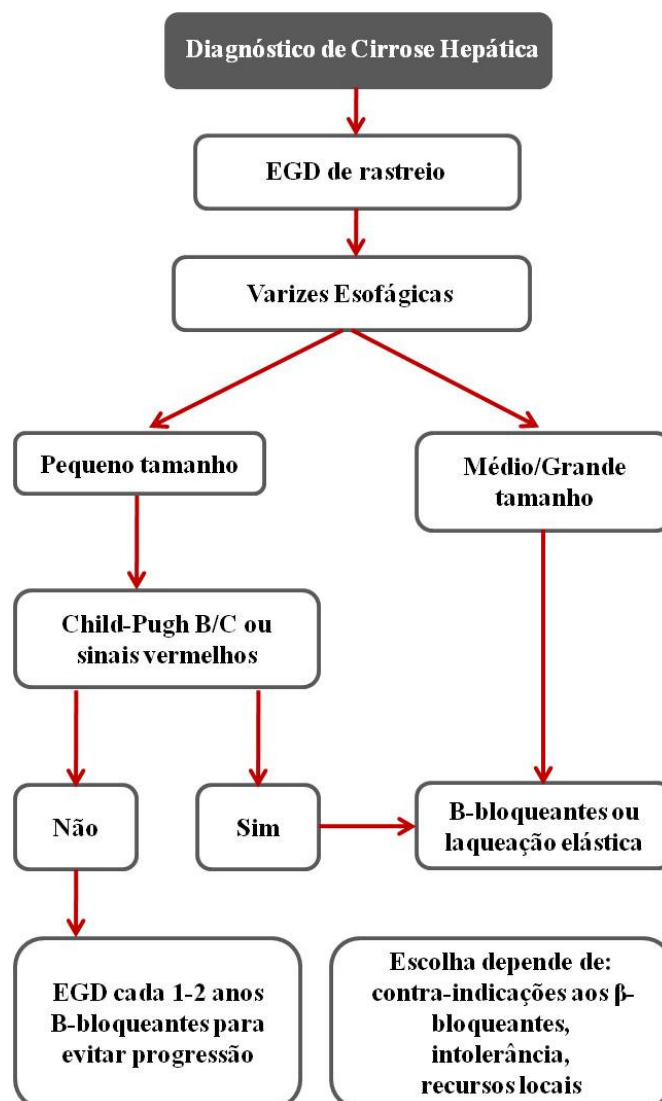 Diagnóstico de Cirrose Hepática
EGD de rastreio
Varizes Esofágicas
Pequeno tamanho
Médio/Grande
tamanho
Child-Pugh B/C ou
sinais vermelhos
Não
Sim
B-bloqueantes ou
laqueação elástica
EGD cada 1-2 anos
B-bloqueantes para
evitar progressão
Escolha depende de:
contra-indicações aos β-
bloqueantes,
intolerância,
recursos locais